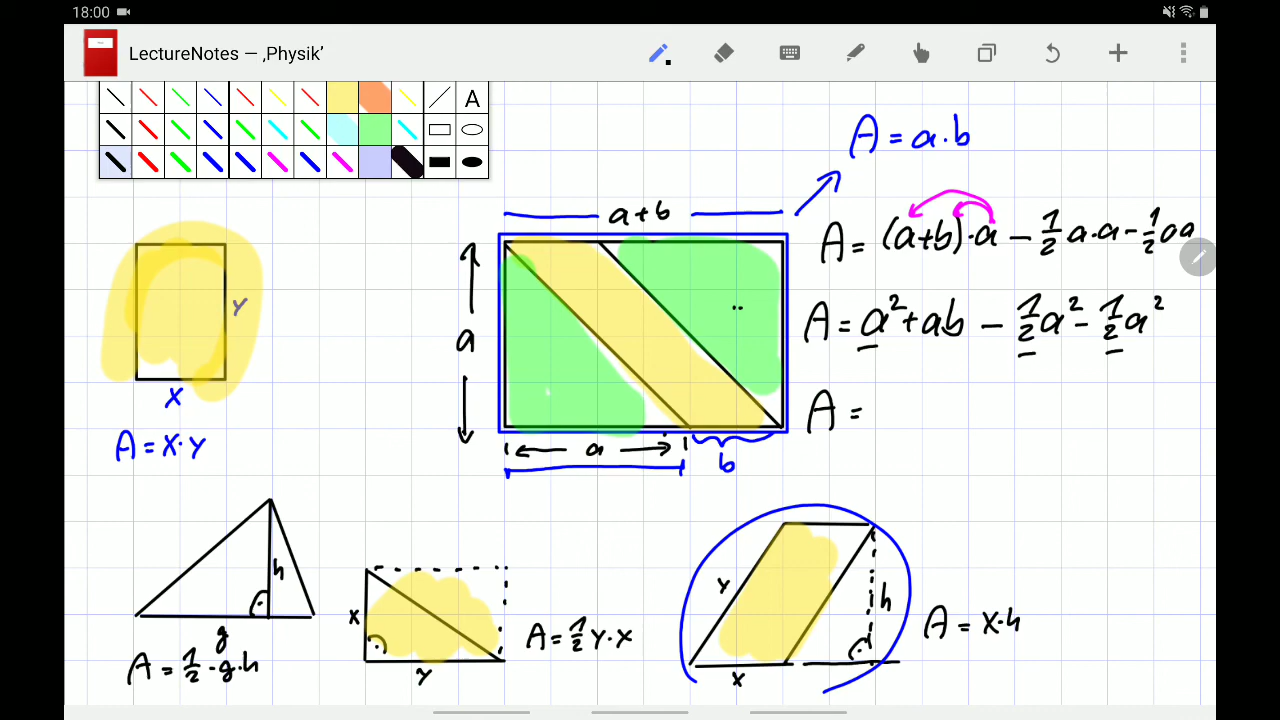 18:00
LectureNotes — ‚Physik’
A
A = a·b
a+b
A = (a+b)·a – 1/2 a·a – 1/2 aa
Y
a
A = a² + ab – 1/2 a² – 1/2 a²
X
A =
A = X·Y
a
b
h
g
A = 1/2 · g·h
X
Y
A = 1/2 Y·X
Y
h
X
A = X·h